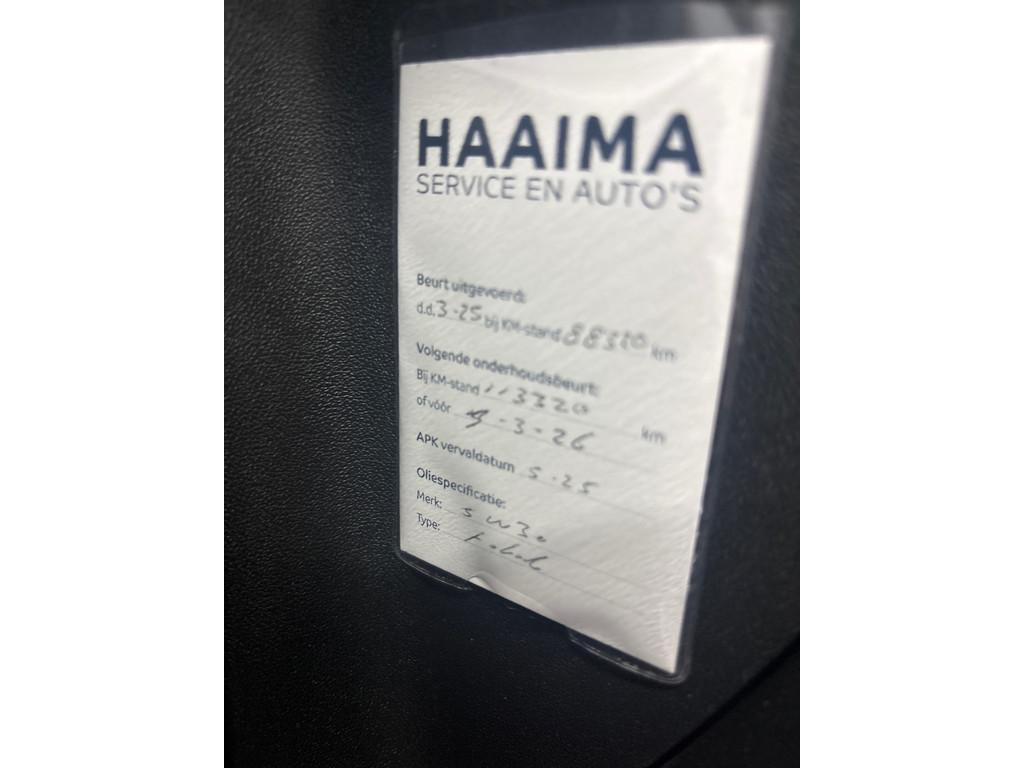 HAAIMA
SERVICE EN AUTO'S
Beurt uitgevoerd:
d.d. 3-25 bij KM-stand 88320 km
Volgende onderhoudsbeurt:
Bij KM-stand 113320 km
of vóór 3-26
APK vervaldatum 5-25
Oliespecificatie:
Merk: 5w30
Type: total